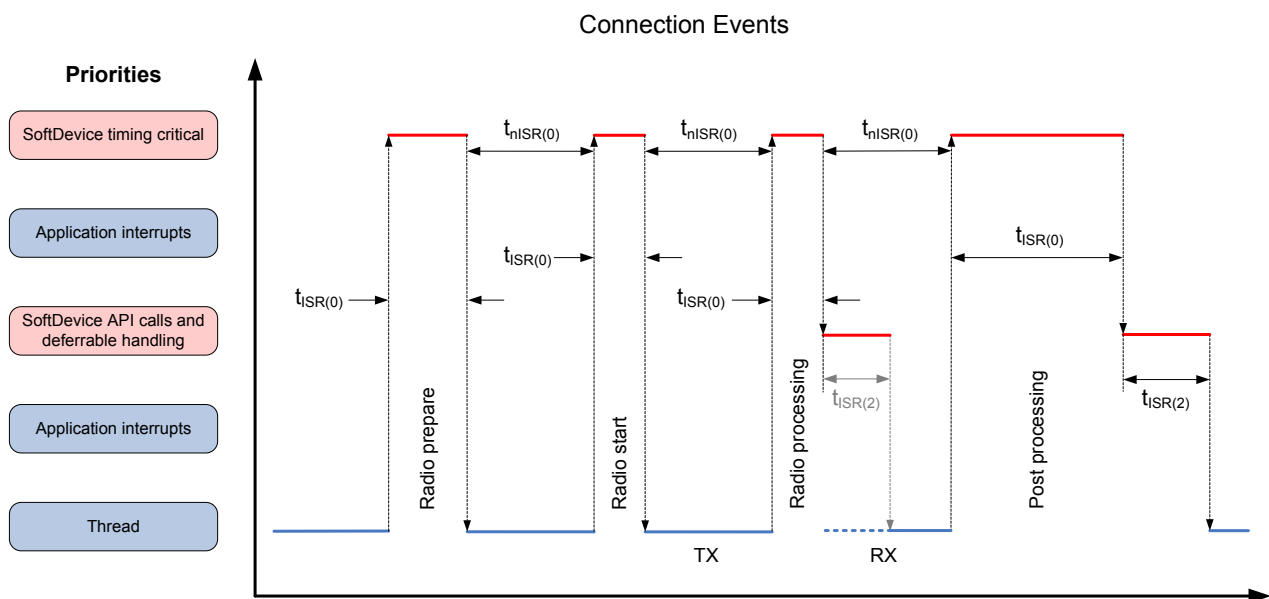 Connection Events
Priorities
SoftDevice timing critical
Application interrupts
SoftDevice API calls and
deferrable handling
Application interrupts
Thread
tnISR(0)
tnISR(0)
tnISR(0)
tISR(0)
tISR(0)
tISR(0)
tISR(0)
tISR(2)
tISR(2)
Radio prepare
Radio start
Radio processing
Post processing
TX
RX